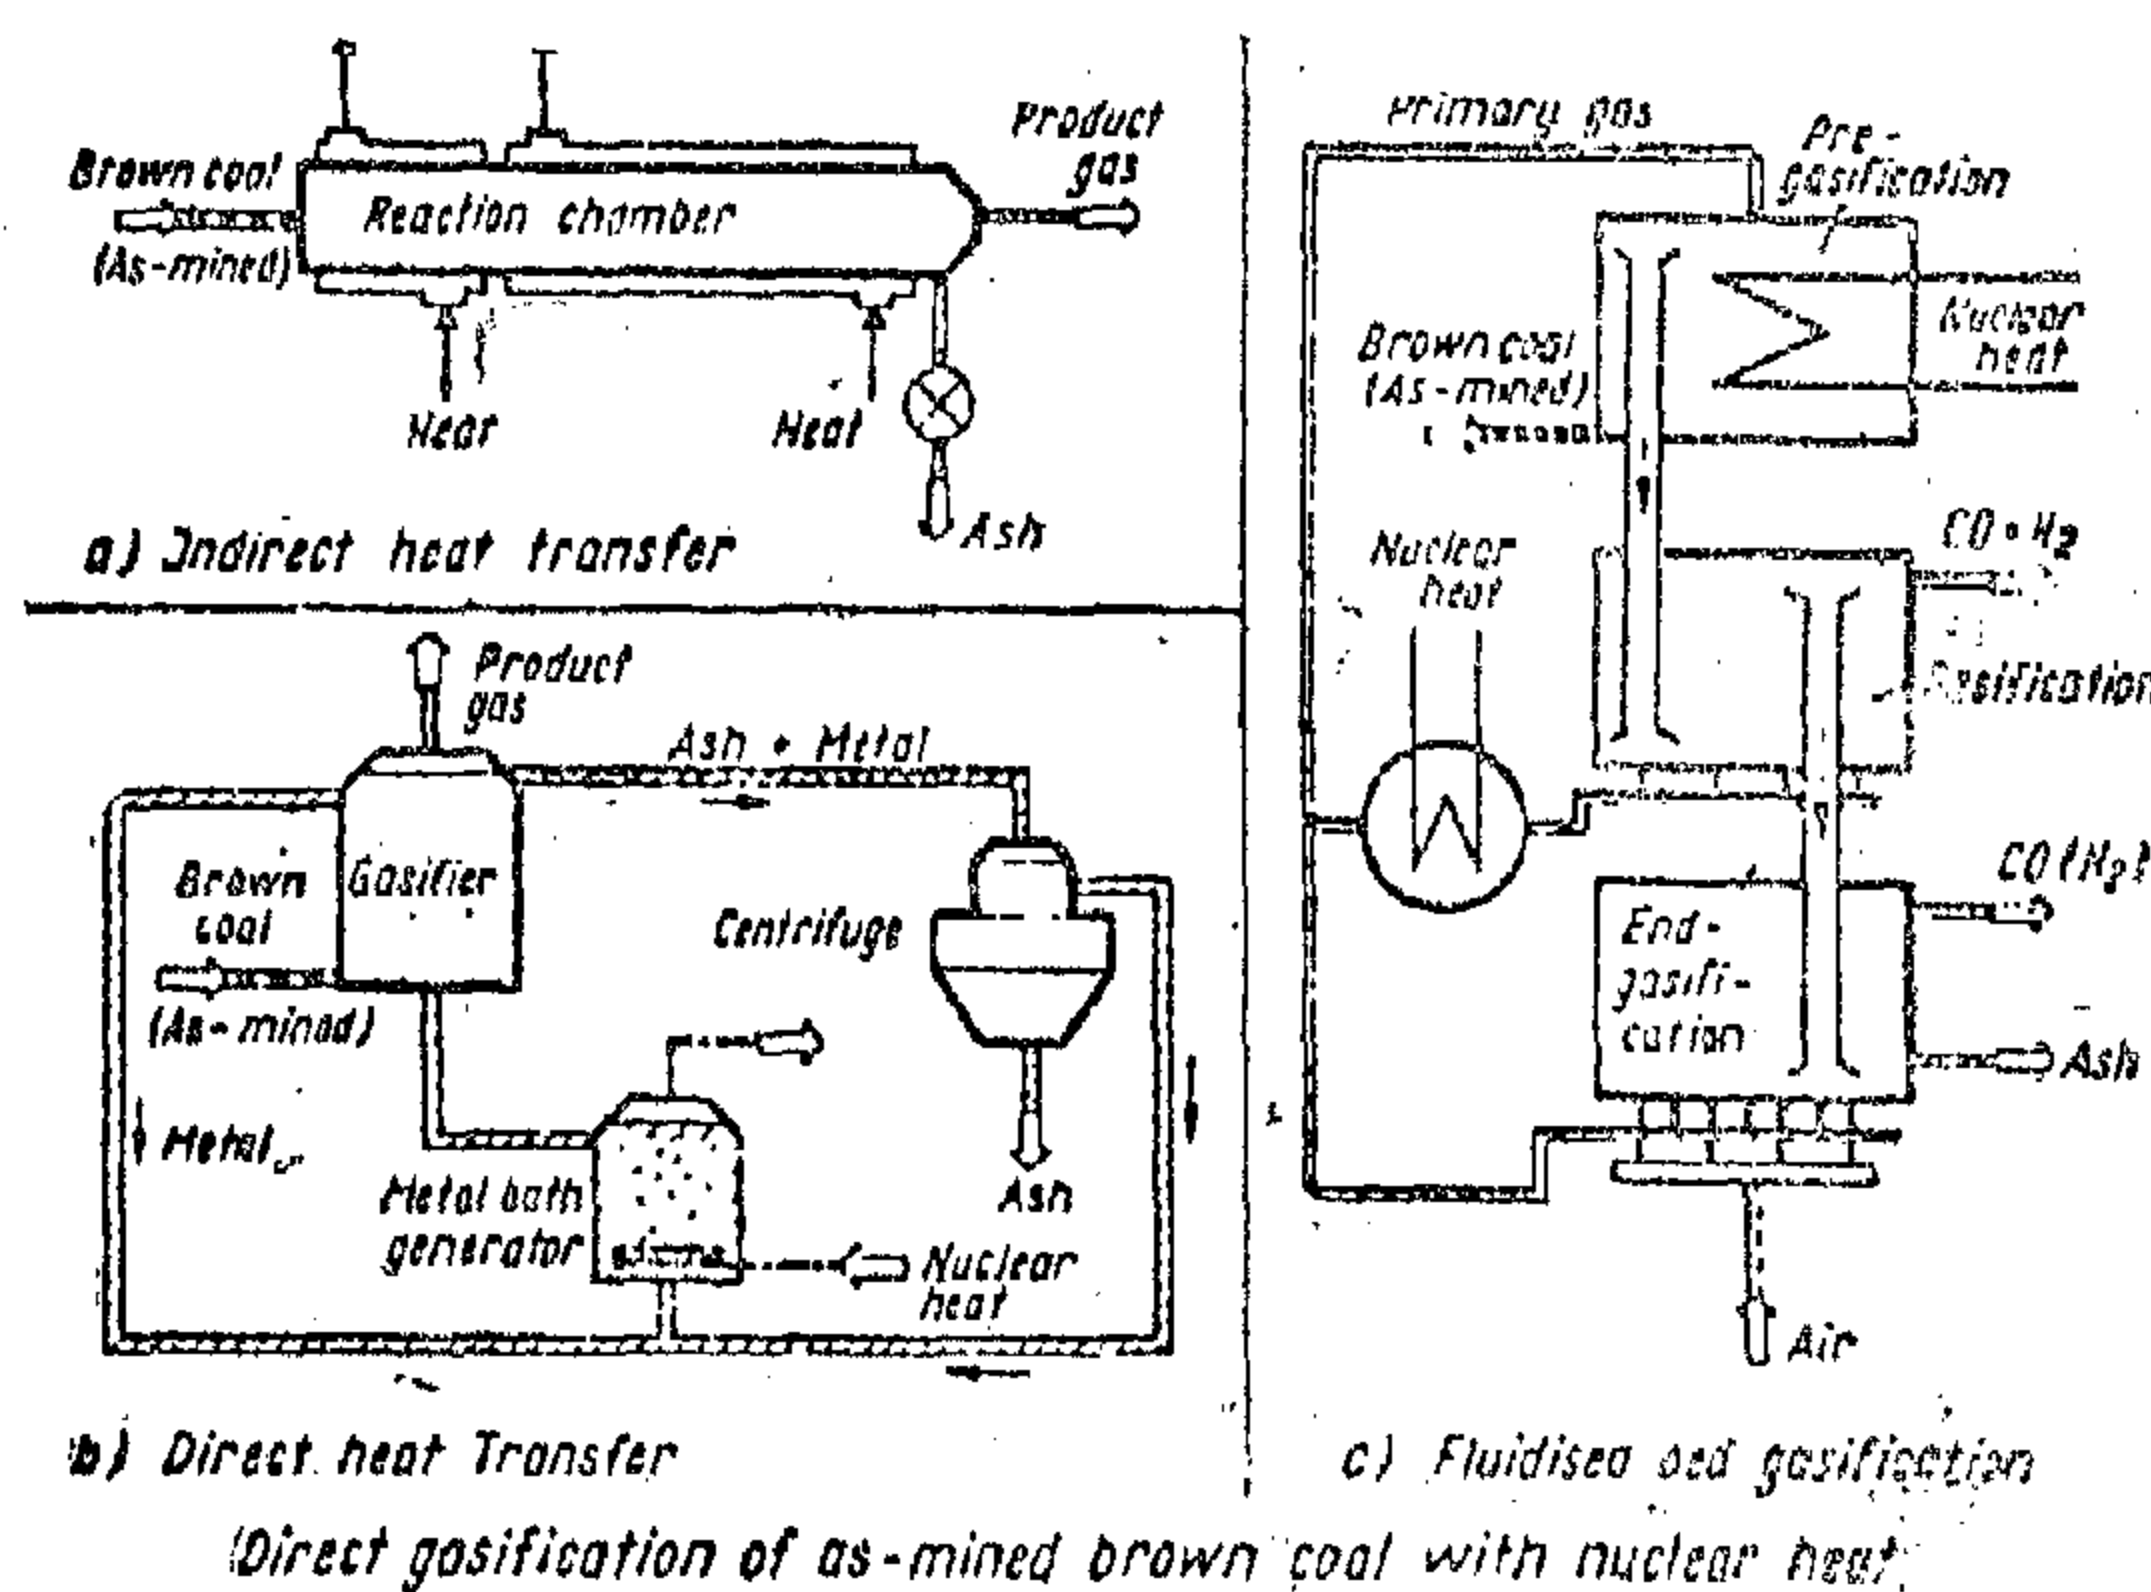 Product
gas
Brown coal
(As-mined)
Reaction chamber
Heat
Heat
Ash
a) Indirect heat transfer
Product
gas
Ash + Metal
Brown
coal
(As-mined)
Gasifier
Centrifuge
Metal
Metal bath
generator
Ash
Nuclear
heat
b) Direct heat Transfer
Primary gas
Pre-
gasification
Nuclear
heat
Brown coal
(As-mined)
Nuclear
heat
CO+H2
Gasification
CO(H2)
End-
gasifi-
cation
Ash
Air
c) Fluidised bed gasification
(Direct gasification of as-mined brown coal with nuclear heat